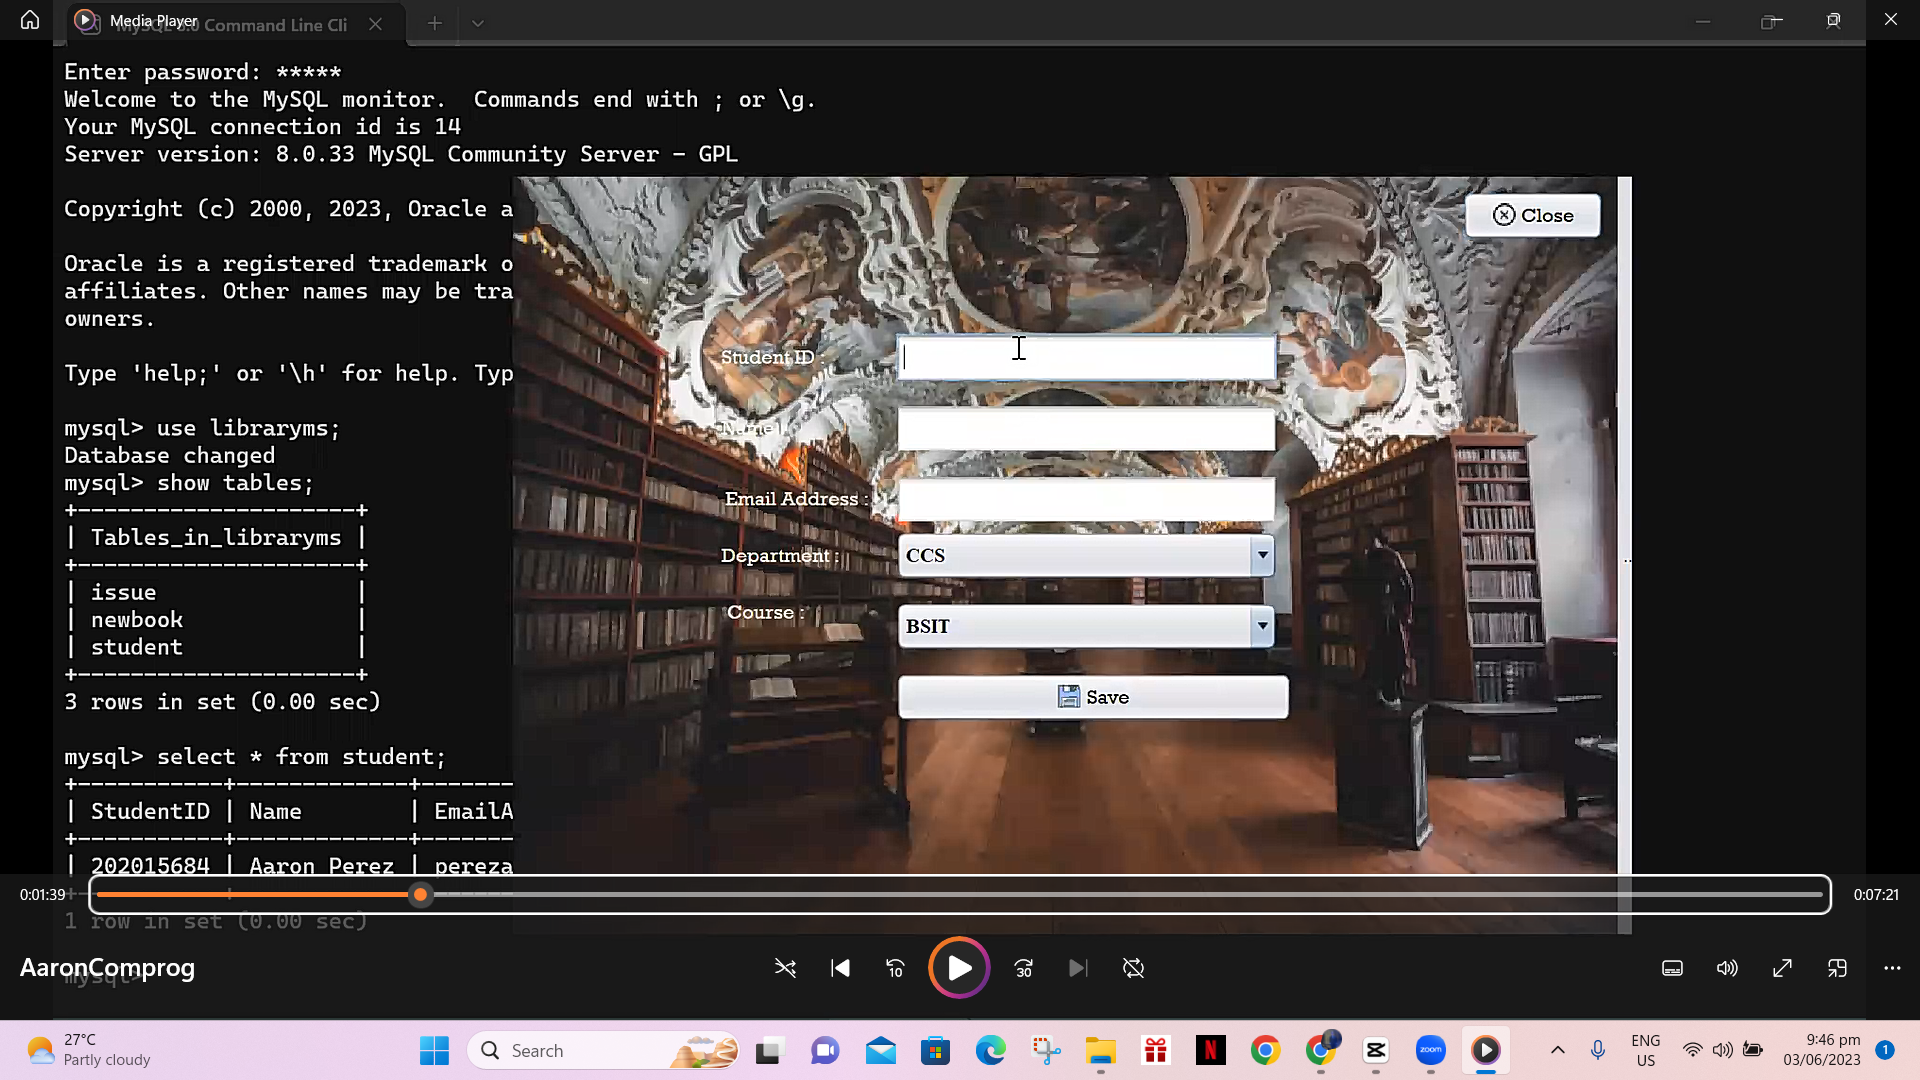 Media Player
MySQL 8.0 Command Line Cli
Enter password: *****
Welcome to the MySQL monitor.  Commands end with ; or \g.
Your MySQL connection id is 14
Server version: 8.0.33 MySQL Community Server - GPL
Copyright (c) 2000, 2023, Oracle a
Oracle is a registered trademark o
affiliates. Other names may be tra
owners.
Type 'help;' or '\h' for help. Typ
mysql> use libraryms;
Database changed
mysql> show tables;
+---------------------+
| Tables_in_libraryms |
+---------------------+
| issue               |
| newbook             |
| student             |
+---------------------+
3 rows in set (0.00 sec)
mysql> select * from student;
+-----------+-------------+-------
| StudentID | Name        | EmailA
+-----------+-------------+-------
| 202015684 | Aaron Perez | pereza
1 row in set (0.00 sec)
mysql>
Close
Student ID :
Name :
Email Address :
Department : CCS
Course : BSIT
Save
0:01:39
0:07:21
AaronComprog
10
30
27°C
Partly cloudy
Search
zoom
ENG
US
9:46 pm
03/06/2023
1